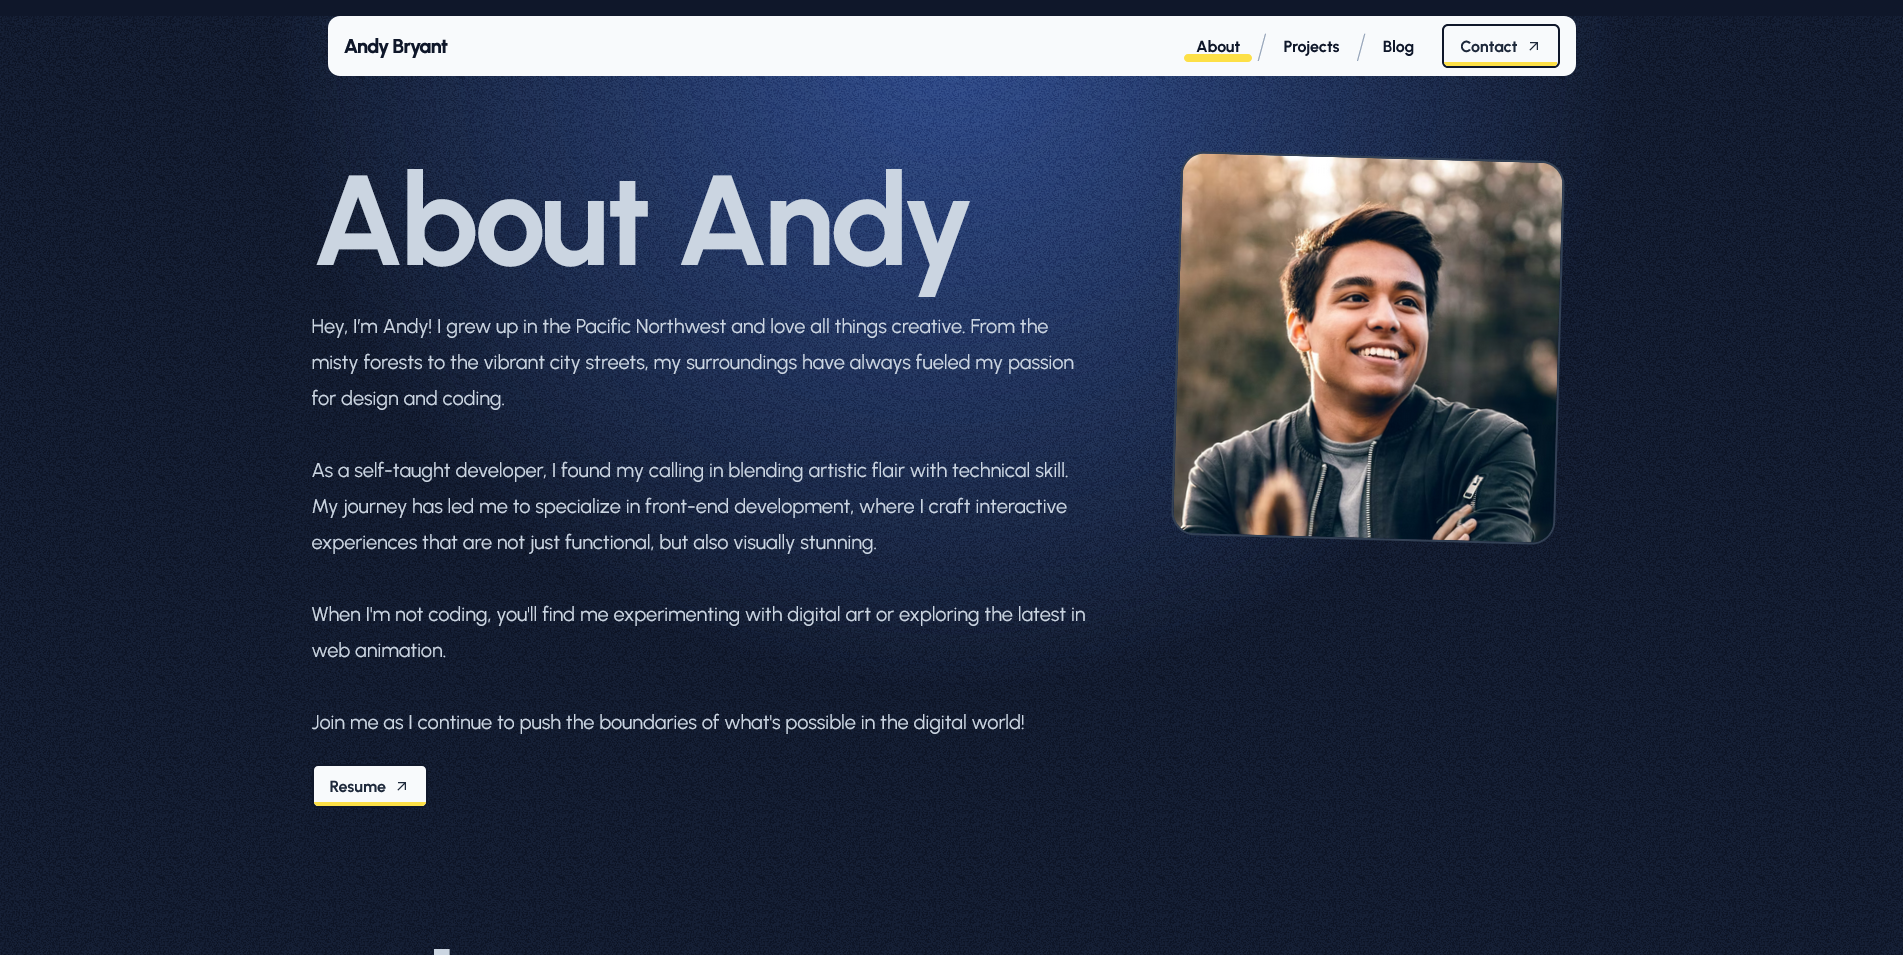 Andy Bryant
About
Projects
Blog
Contact
About Andy
Hey, I'm Andy! I grew up in the Pacific Northwest and love all things creative. From the
misty forests to the vibrant city streets, my surroundings have always fueled my passion
for design and coding.
As a self-taught developer, I found my calling in blending artistic flair with technical skill.
My journey has led me to specialize in front-end development, where I craft interactive
experiences that are not just functional, but also visually stunning.
When I'm not coding, you'll find me experimenting with digital art or exploring the latest in
web animation.
Join me as I continue to push the boundaries of what's possible in the digital world!
Resume